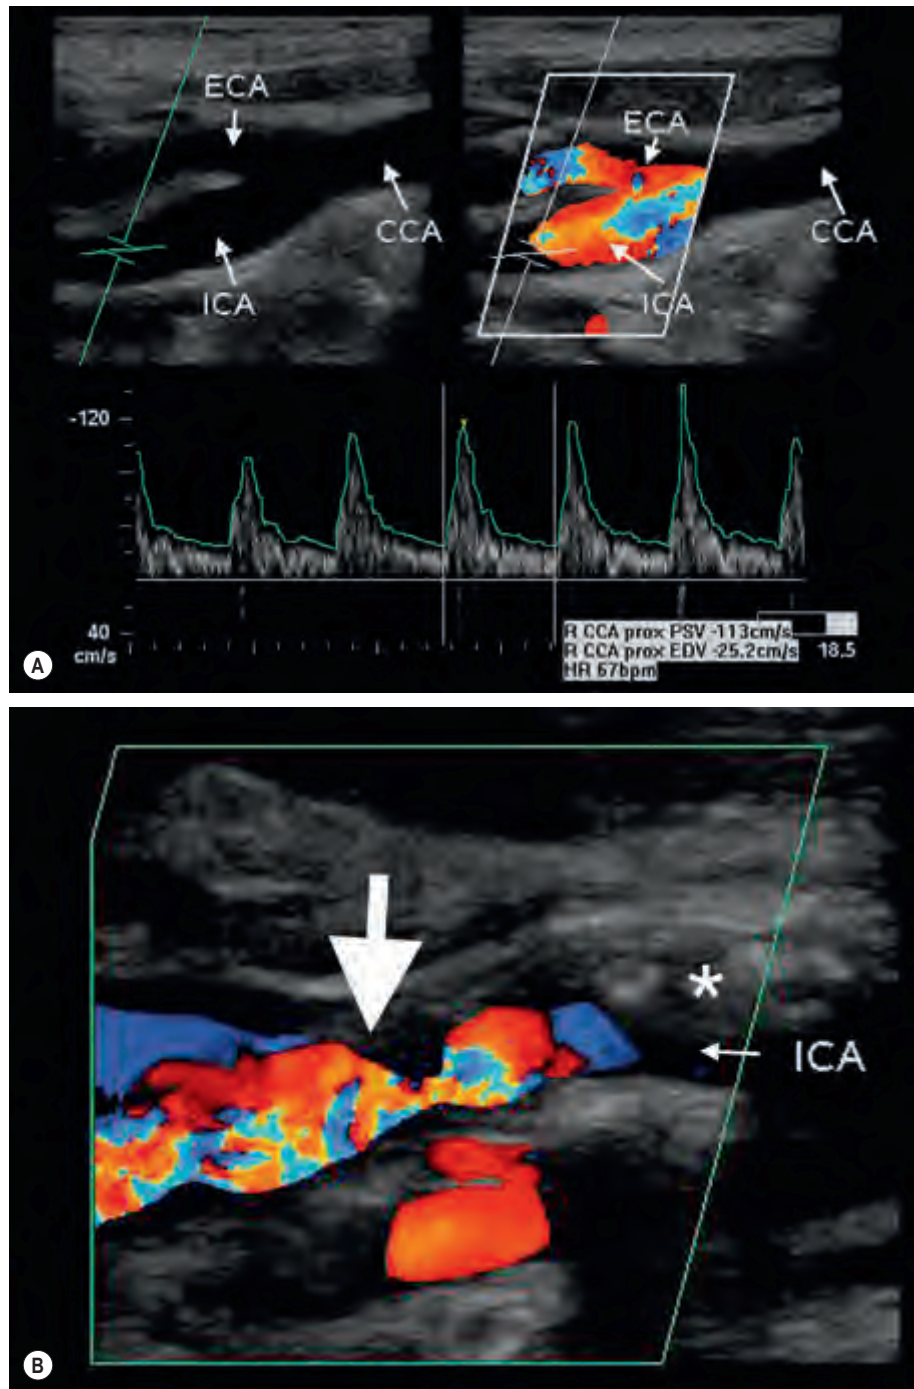 ECA
CCA
ICA
ECA
CCA
ICA
-120
40
cm/s
R CCA prox PSV -113cm/s
R CCA prox EDV -25.2cm/s
HR 67bpm
18.5
A
*
ICA
B